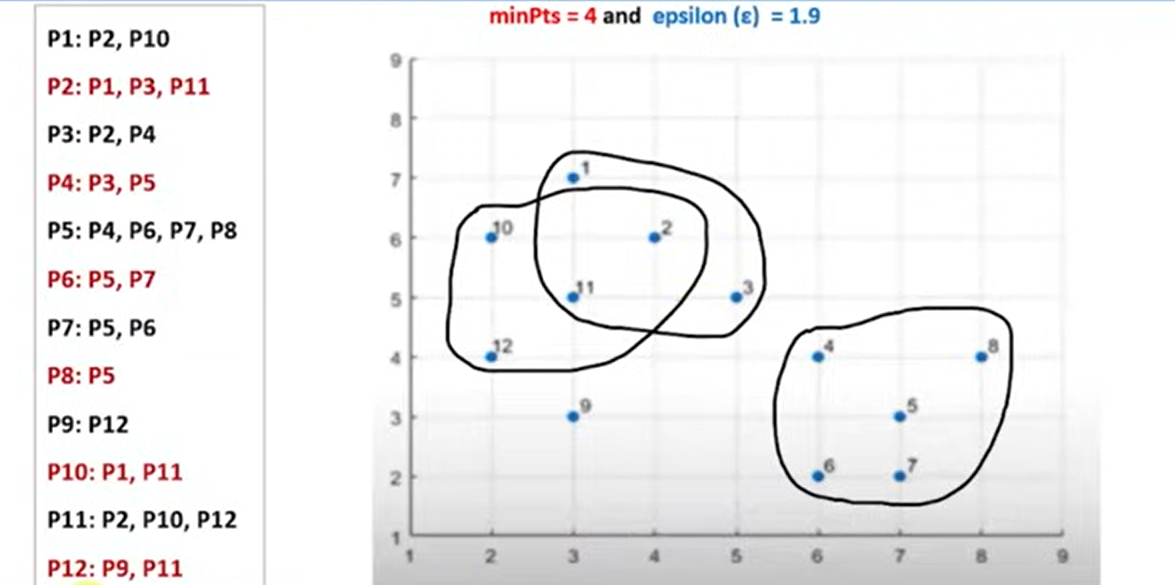 minPts = 4 and epsilon (ε) = 1.9
P1: P2, P10
P2: P1, P3, P11
P3: P2, P4
P4: P3, P5
P5: P4, P6, P7, P8
P6: P5, P7
P7: P5, P6
P8: P5
P9: P12
P10: P1, P11
P11: P2, P10, P12
P12: P9, P11
9
8
7
6
5
4
3
2
1
1
10
2
11
3
12
4
8
9
5
6
7
1 2 3 4 5 6 7 8 9